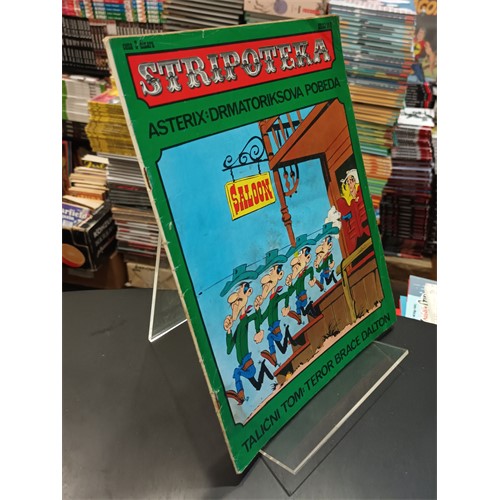 STRIPOTEKA
ASTERIX: DRMATORIKSOVA POBEDA
SALOON
TALIČNI TOM: TEROR BRAĆE DALTON